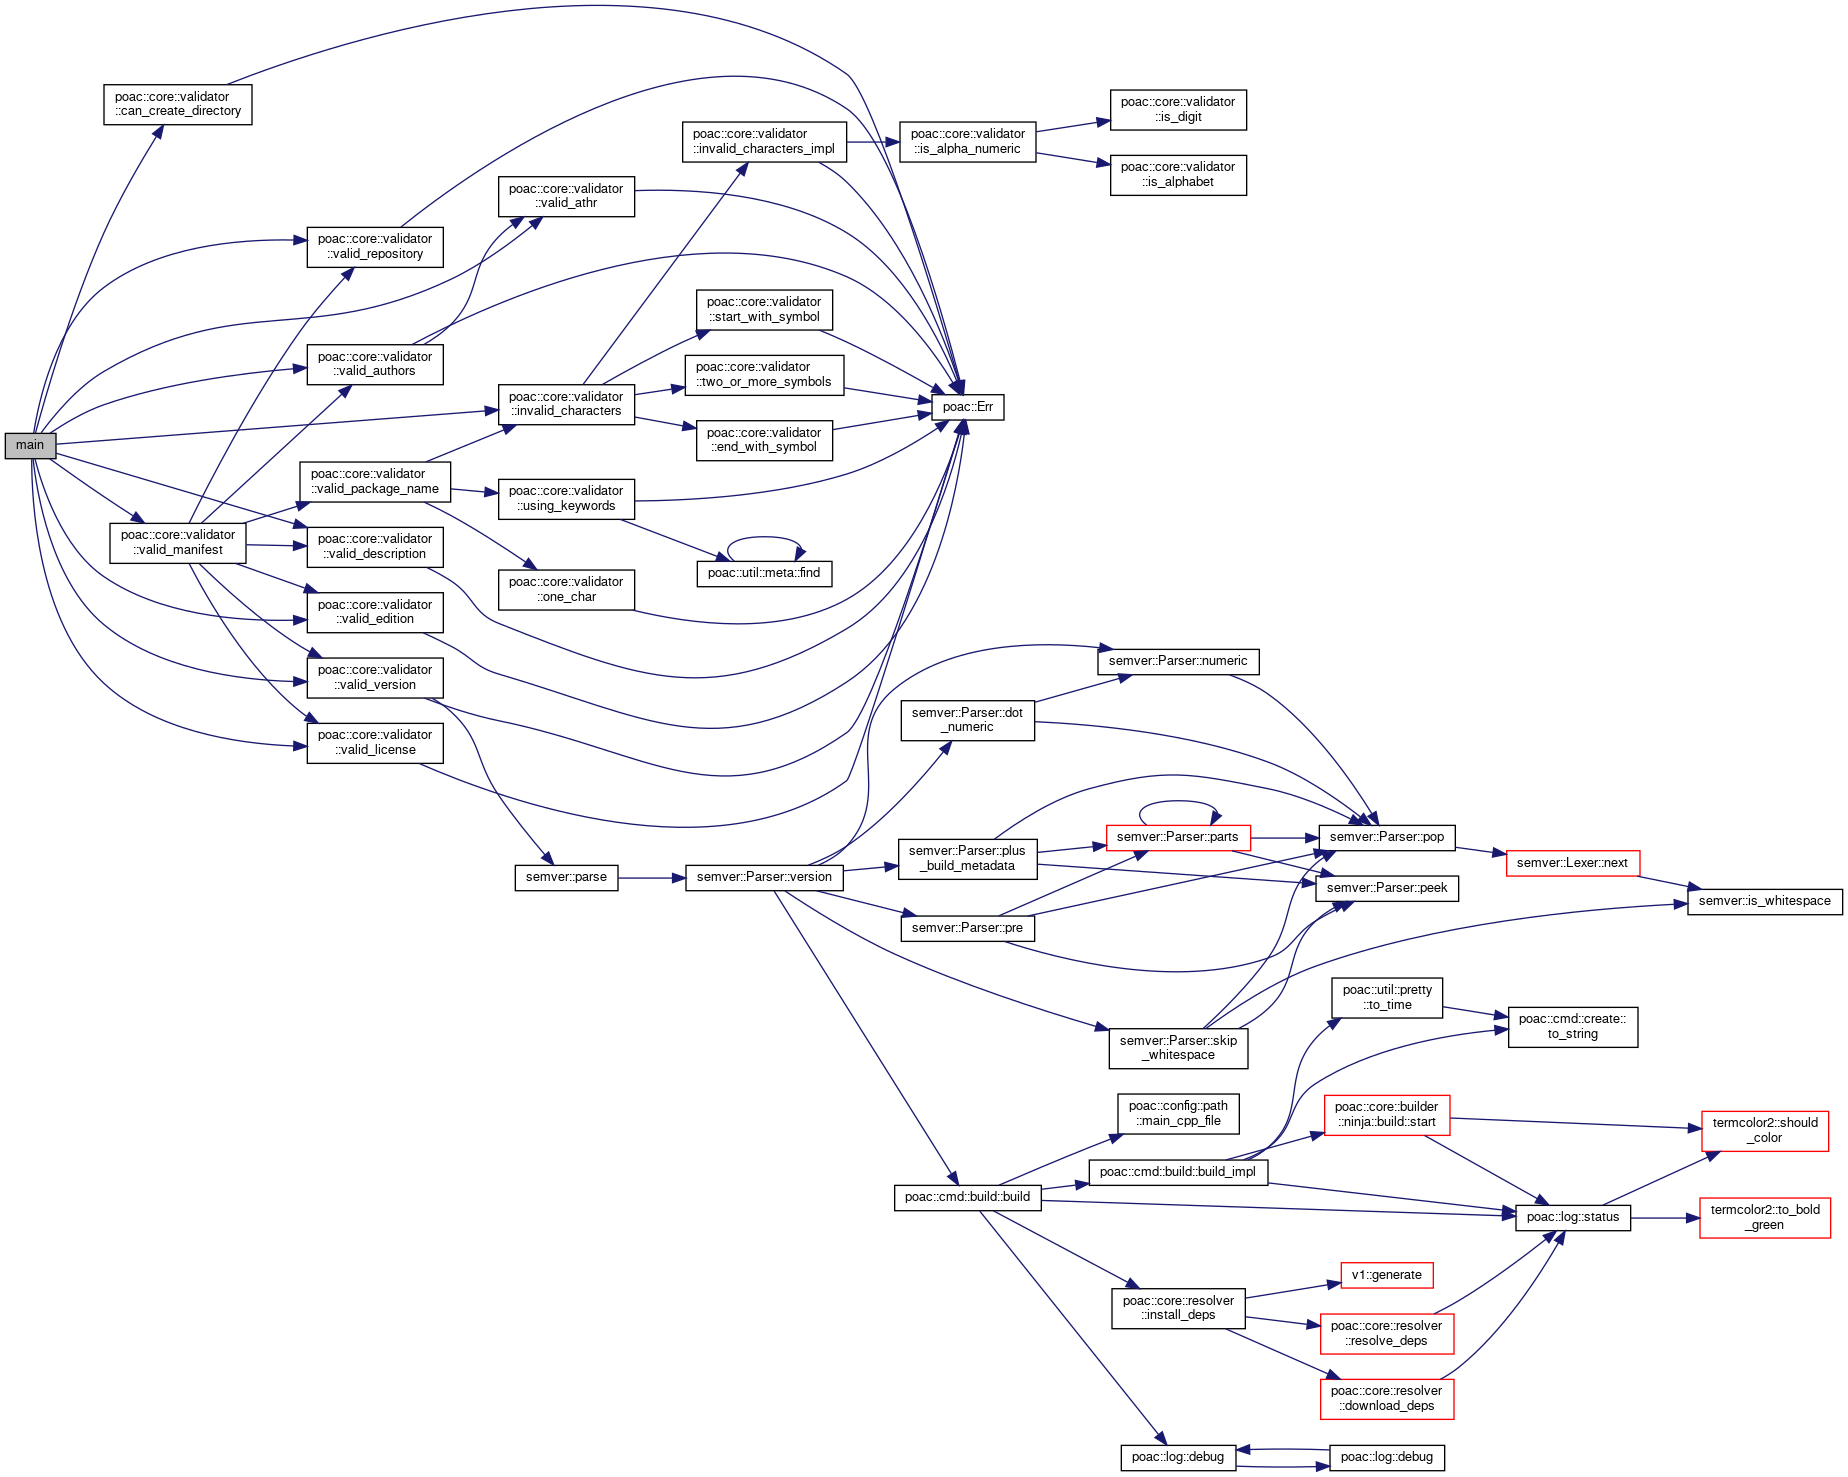 main
poac::core::validator
::can_create_directory
poac::core::validator
::valid_repository
poac::core::validator
::valid_authors
poac::core::validator
::valid_manifest
poac::core::validator
::valid_package_name
poac::core::validator
::valid_description
poac::core::validator
::valid_edition
poac::core::validator
::valid_version
poac::core::validator
::valid_license
poac::core::validator
::valid_athr
poac::core::validator
::invalid_characters
poac::core::validator
::using_keywords
poac::core::validator
::one_char
semver::parse
poac::core::validator
::invalid_characters_impl
poac::core::validator
::start_with_symbol
poac::core::validator
::two_or_more_symbols
poac::core::validator
::end_with_symbol
poac::util::meta::find
semver::Parser::version
poac::core::validator
::is_alpha_numeric
poac::Err
semver::Parser::dot
_numeric
semver::Parser::plus
_build_metadata
semver::Parser::pre
poac::cmd::build::build
poac::core::validator
::is_digit
poac::core::validator
::is_alphabet
semver::Parser::numeric
semver::Parser::parts
semver::Parser::skip
_whitespace
poac::config::path
::main_cpp_file
poac::cmd::build::build_impl
poac::core::resolver
::install_deps
poac::log::debug
semver::Parser::pop
semver::Parser::peek
poac::util::pretty
::to_time
poac::core::builder
::ninja::build::start
v1::generate
poac::core::resolver
::resolve_deps
poac::core::resolver
::download_deps
poac::log::debug
semver::Lexer::next
poac::cmd::create::
to_string
poac::log::status
semver::is_whitespace
termcolor2::should
_color
termcolor2::to_bold
_green